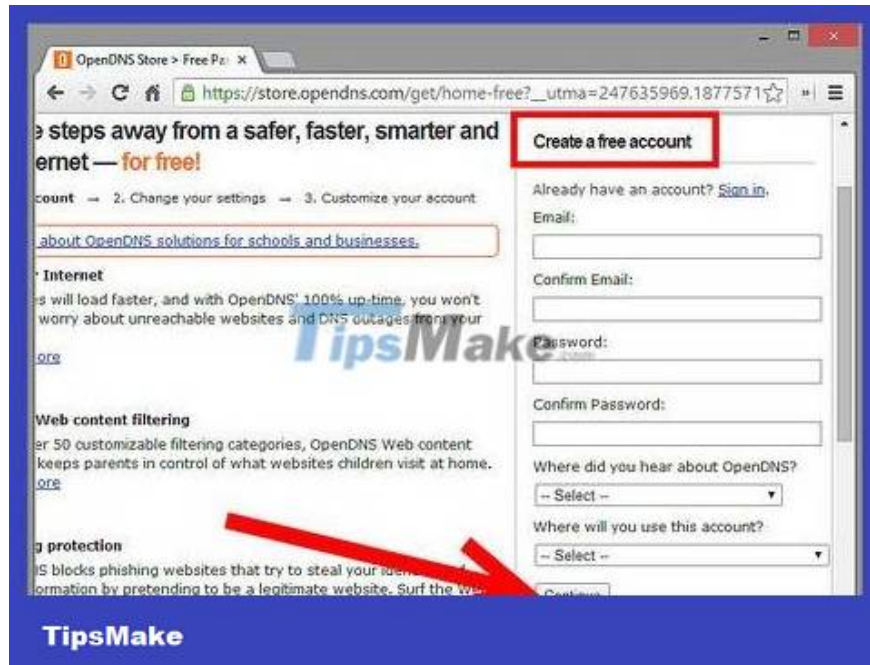 OpenDNS Store > Free Pa
https://store.opendns.com/get/home-free?__utma=247635969.1877571
e steps away from a safer, faster, smarter and
ernet — for free!
count → 2. Change your settings → 3. Customize your account
about OpenDNS solutions for schools and businesses.
r Internet
s will load faster, and with OpenDNS' 100% up-time, you won't
worry about unreachable websites and DNS outages from your
ore
Web content filtering
er 50 customizable filtering categories, OpenDNS Web content
keeps parents in control of what websites children visit at home.
ore
g protection
IS blocks phishing websites that try to steal your
ormation by pretending to be a legitimate website. Surf the
Create a free account
Already have an account? Sign in.
Email:
Confirm Email:
Password:
Confirm Password:
Where did you hear about OpenDNS?
-- Select --
Where will you use this account?
-- Select --
Continue
TipsMake.com
TipsMake